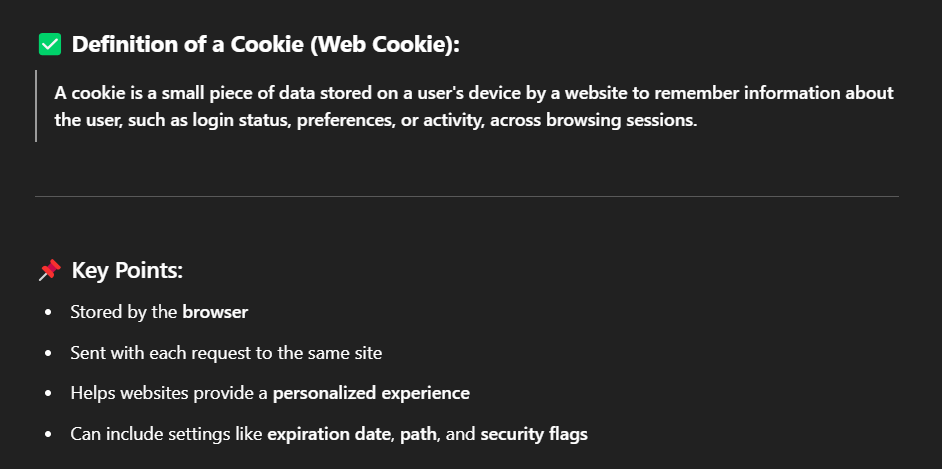 ✅ Definition of a Cookie (Web Cookie):
A cookie is a small piece of data stored on a user's device by a website to remember information about
the user, such as login status, preferences, or activity, across browsing sessions.
📌 Key Points:
• Stored by the browser
• Sent with each request to the same site
• Helps websites provide a personalized experience
• Can include settings like expiration date, path, and security flags